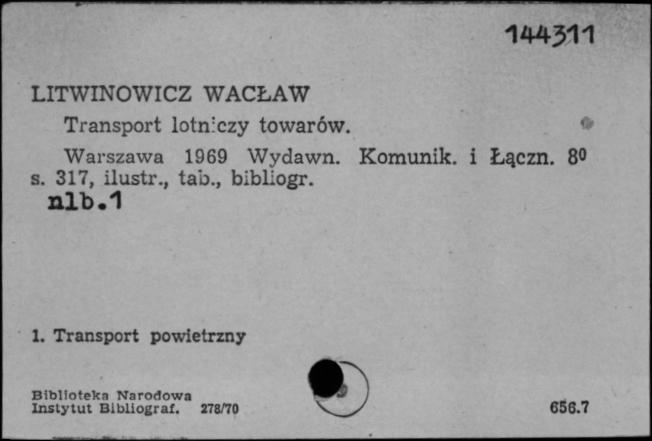 144311
LITWINOWICZ WACŁAW
Transport lotniczy towarów.
Warszawa 1969 Wydawn. Komunik. i Łączn. 8⁰
s. 317, ilustr., tab., bibliogr.
nlb.1
1. Transport powietrzny
Biblioteka Narodowa
Instytut Bibliograf. 278/70
656.7